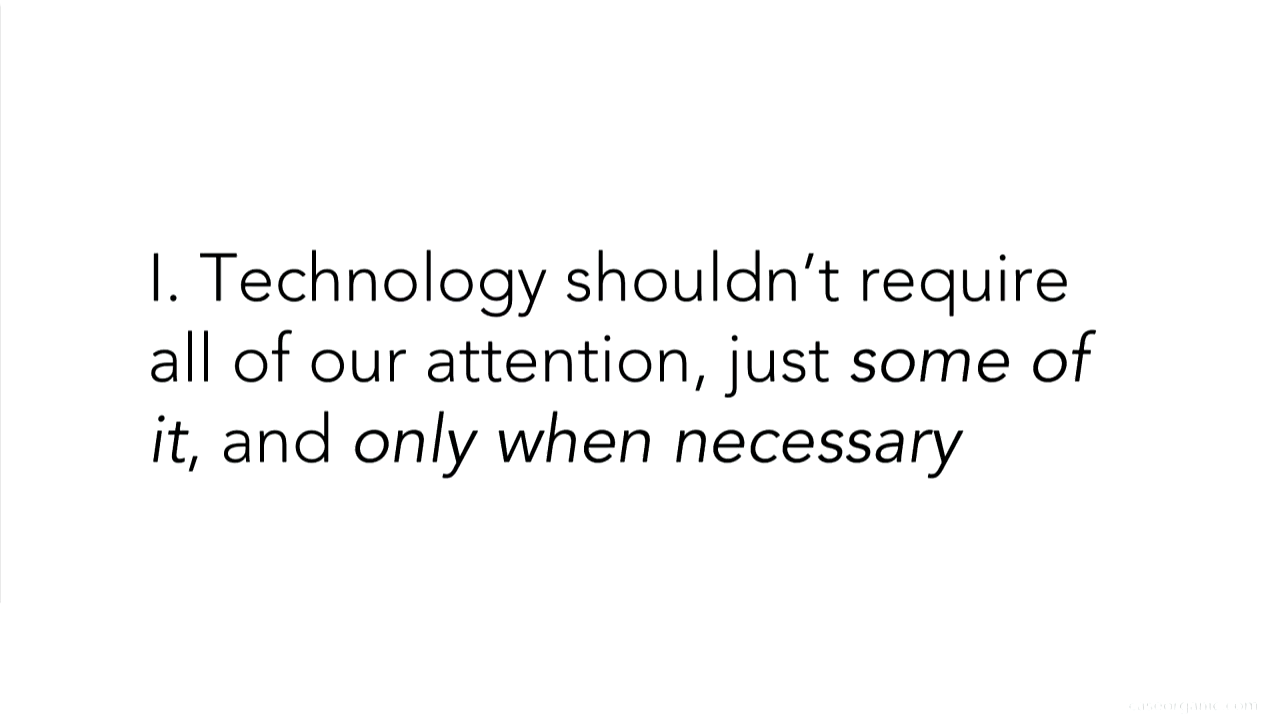 I. Technology shouldn’t require
all of our attention, just some of
it, and only when necessary